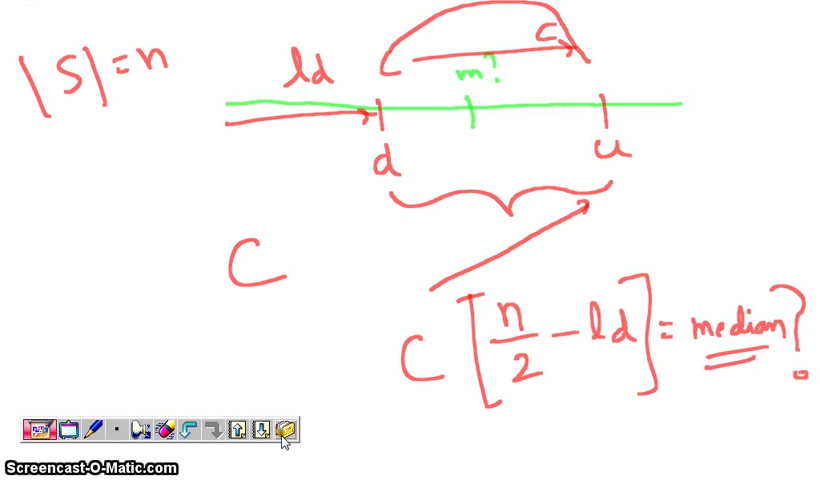 |S| = n
ld
C
m?
d
u
C
C [n/2 - ld] = median?
Screencast-O-Matic.com